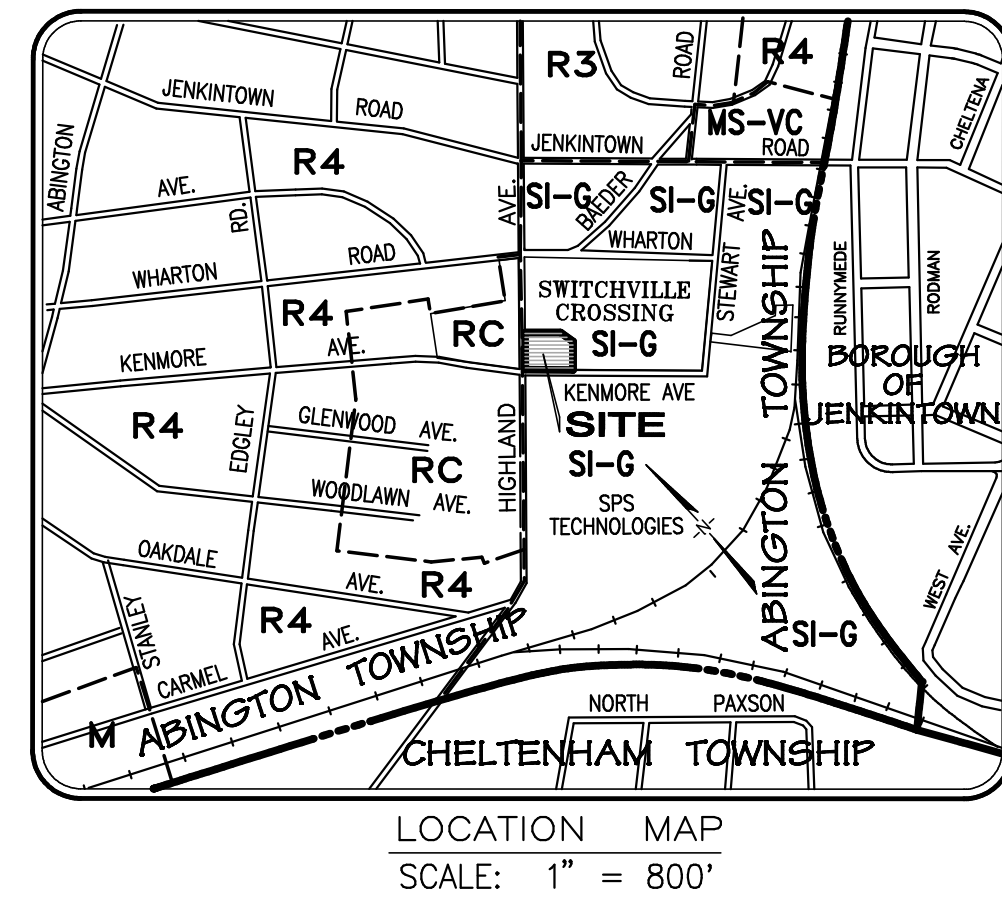 R3
ROAD
R4
JENKINTOWN
ROAD
MS-VC
CHELTENA
ABINGTON
JENKINTOWN
ROAD
R4
AVE.
AVE.
SI-G
BAEDER
SI-G
AVE.
SI-G
RD.
WHARTON
WHARTON
ROAD
STEWART
RUNNYMEDE
RODMAN
SWITCHVILLE
CROSSING
R4
RC
SI-G
KENMORE
AVE.
BOROUGH
OF
JENKINTOWN
KENMORE AVE
SITE
R4
GLENWOOD
AVE.
EDGLEY
RC
SI-G
HIGHLAND
WOODLAWN
AVE.
SPS
TECHNOLOGIES
N
ABINGTON TOWNSHIP
OAKDALE
AVE.
R4
WEST AVE.
STANLEY
R4
AVE.
SI-G
CARMEL
ABINGTON TOWNSHIP
M
NORTH PAXSON
CHELTENHAM TOWNSHIP
LOCATION MAP
SCALE: 1" = 800'